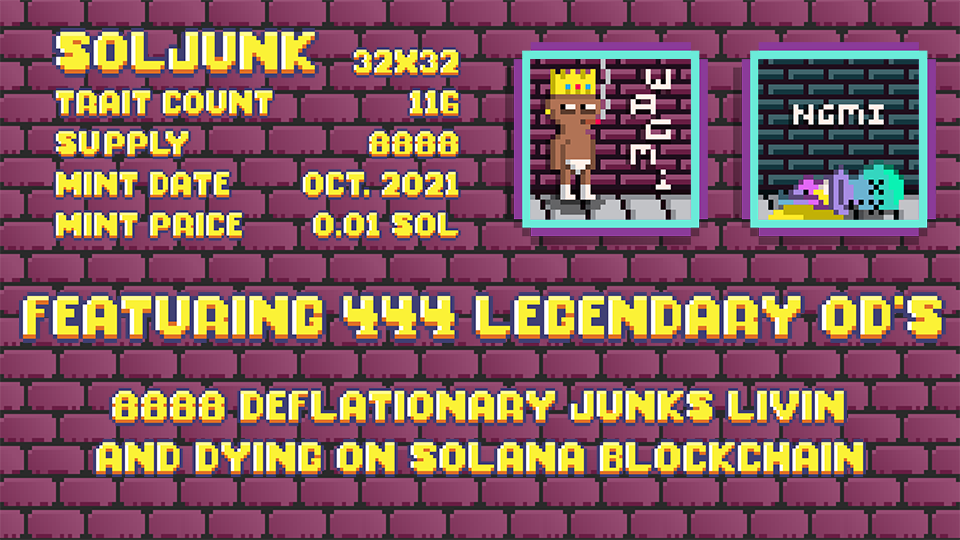 SOLJUNK 32X32
TRAIT COUNT 116
SUPPLY 8888
MINT DATE OCT. 2021
MINT PRICE 0.01 SOL
WAGMI
NGMI
FEATURING 444 LEGENDARY OD'S
8888 DEFLATIONARY JUNKS LIVIN
AND DYING ON SOLANA BLOCKCHAIN